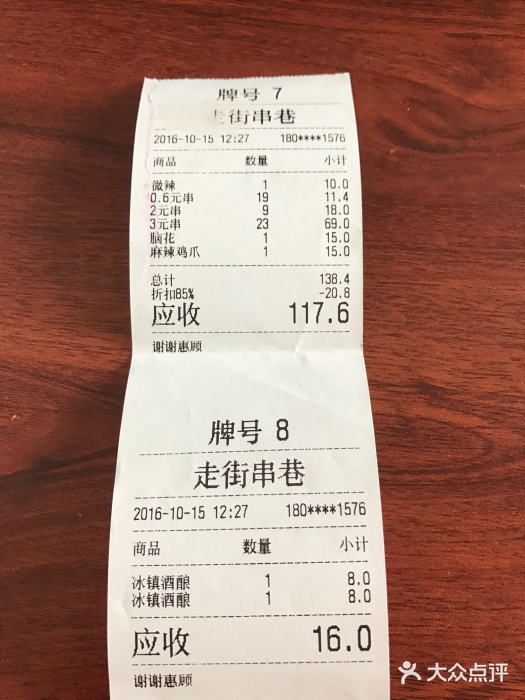 牌号 7
走街串巷
2016-10-15 12:27 180****1576
商品 数量 小计
微辣 1 10.0
0.6元串 19 11.4
2元串 9 18.0
3元串 23 69.0
脑花 1 15.0
麻辣鸡爪 1 15.0
总计 138.4
折扣85% -20.8
应收 117.6
谢谢惠顾
牌号 8
走街串巷
2016-10-15 12:27 180****1576
商品 数量 小计
冰镇酒酿 1 8.0
冰镇酒酿 1 8.0
应收 16.0
谢谢惠顾
大众点评